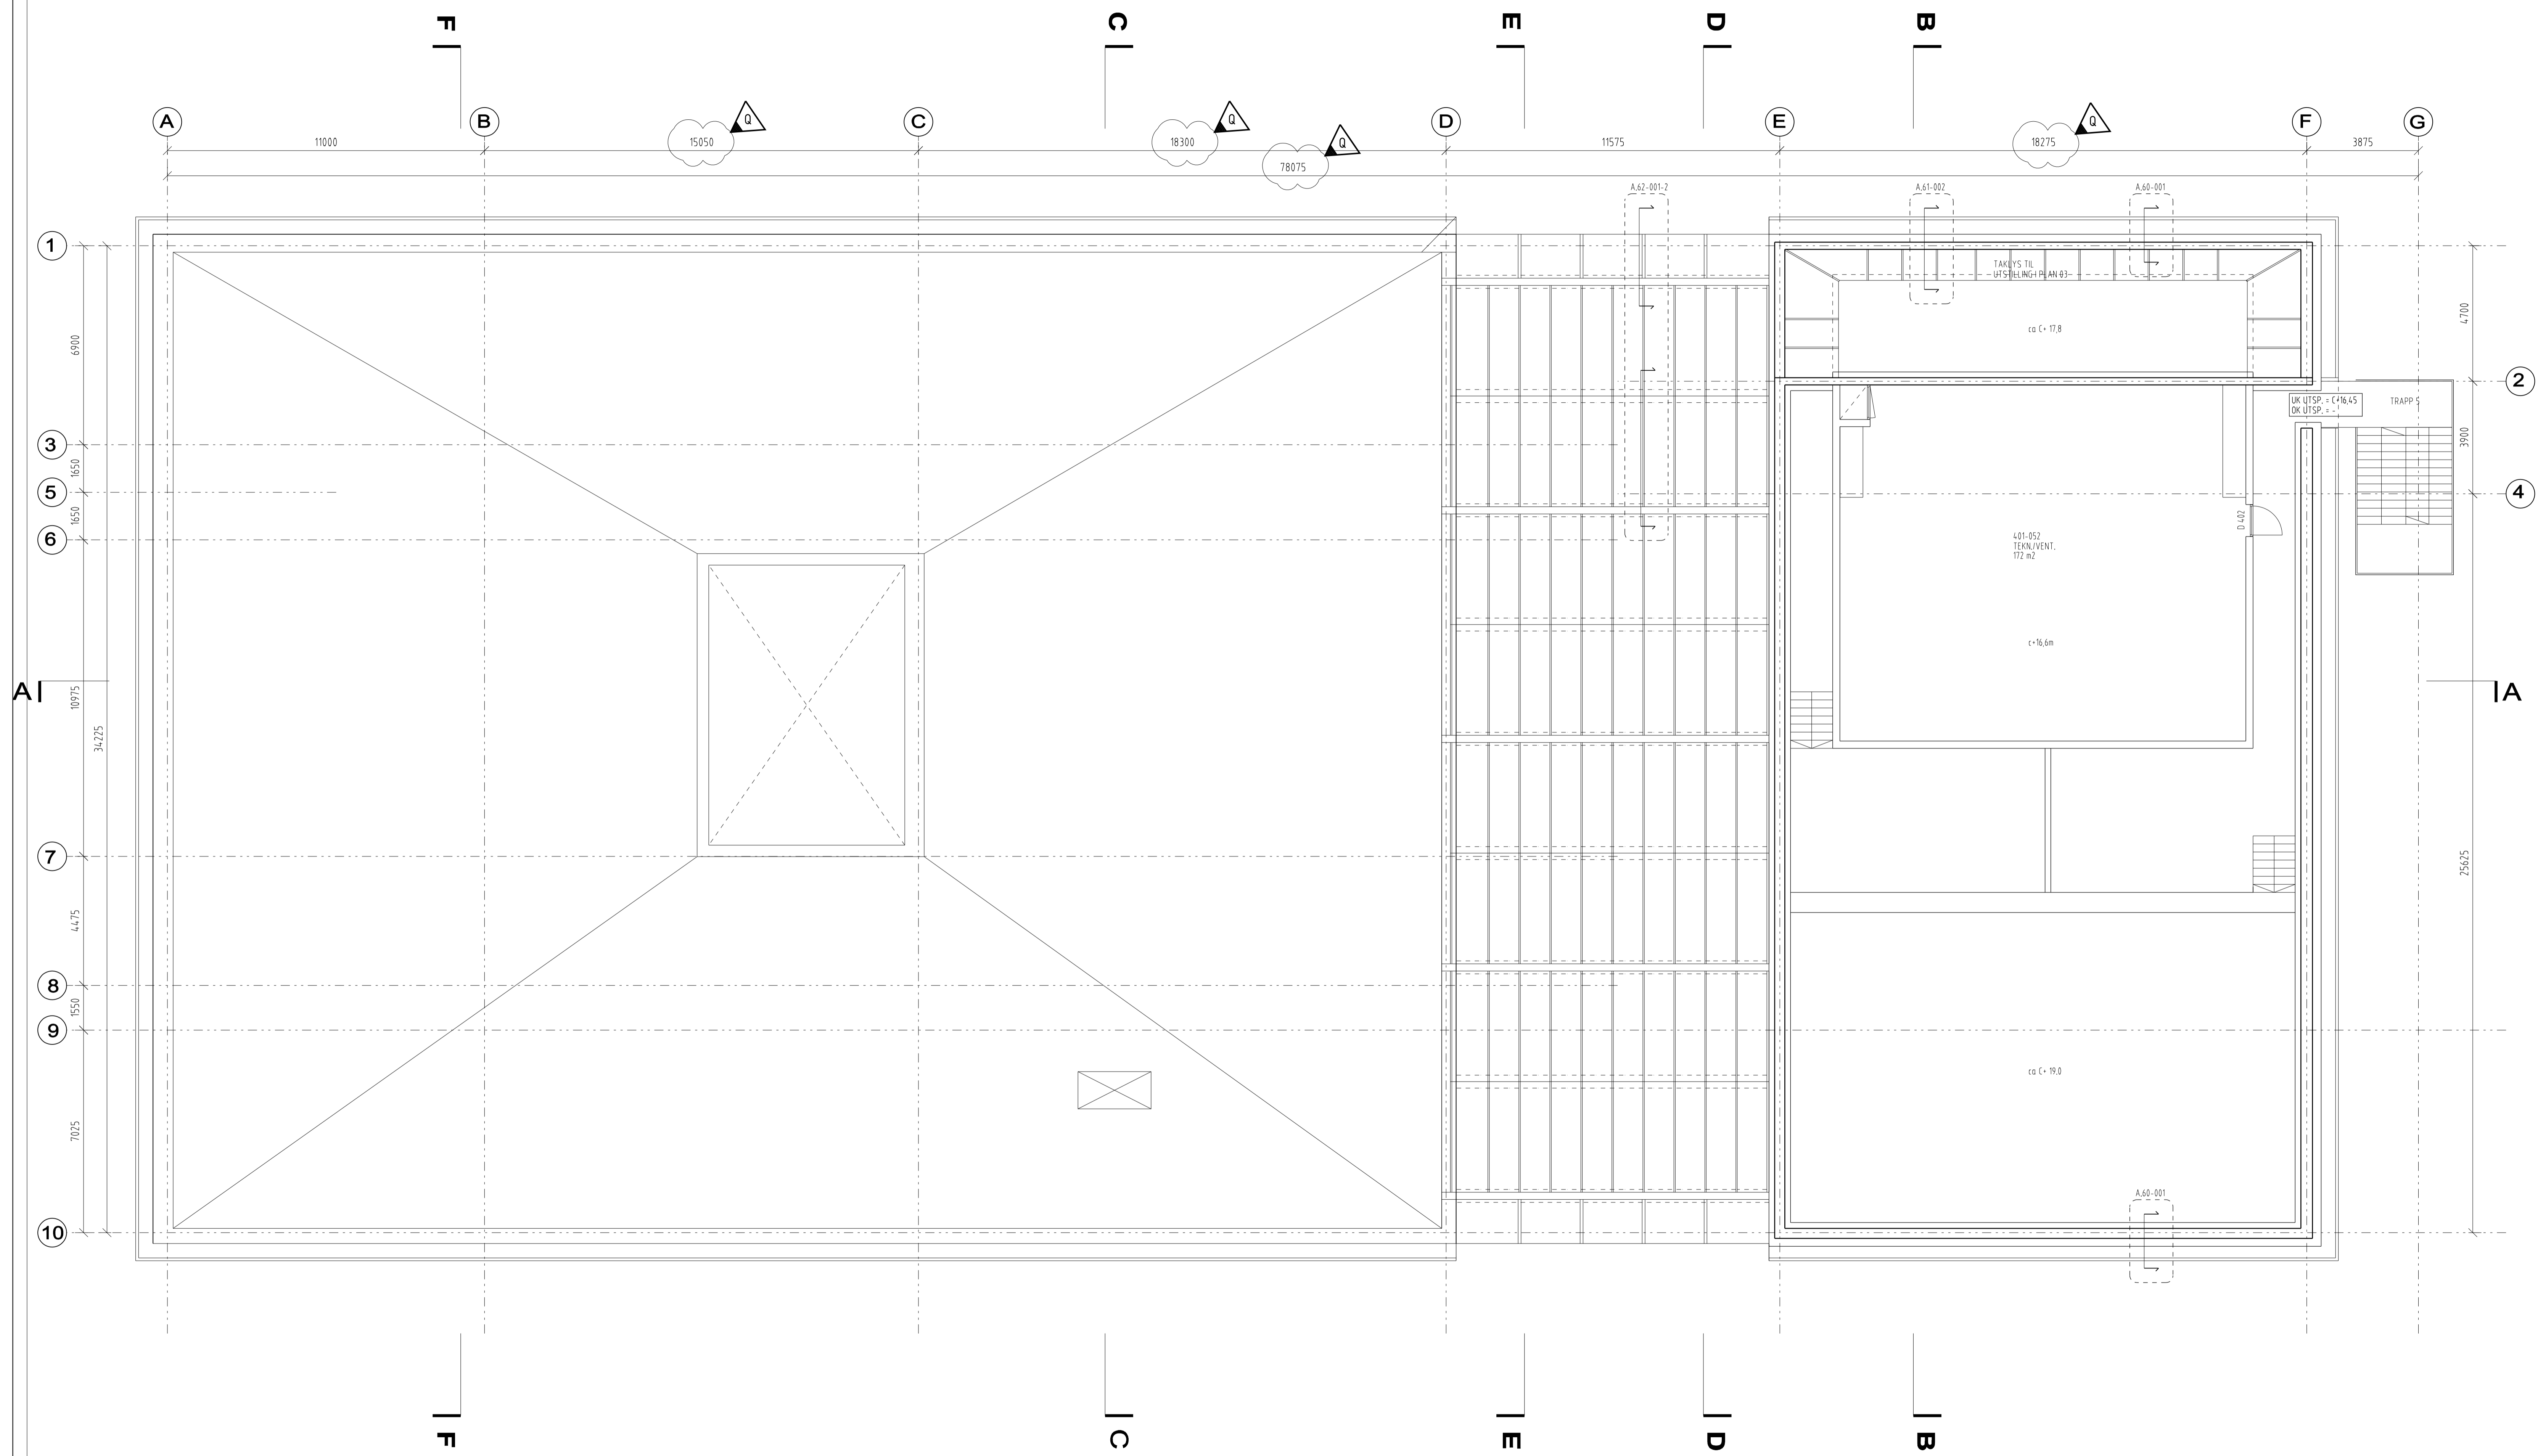 F C E D B
Q Q Q
A B C D E F G
11000 15050 18300 11575 18275 3875
Q
78075
A.62-001-2 A.61-002 A.60-001
1
TAKLYS TIL
UTSTILLING I PLAN 03
6900
4700
ca C+ 17,8
2
UK UTSP. = C+16,45
OK UTSP. = -
TRAPP 5
3
3900
1650
5
4
1650
D 402
6
401-052
TEKN./VENT.
172 m2
c+16,6m
A
A
10975
34225
7
25625
4475
8
1550
9
ca C+ 19,0
7025
A.60-001
10
F C E D B